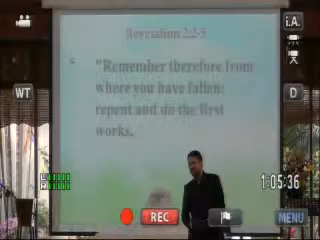 Revelation 2:2-5
i.A.
"Remember therefore from
where you have fallen;
repent and do the first
works.
WT
D
L
R
1:05:36
REC
MENU